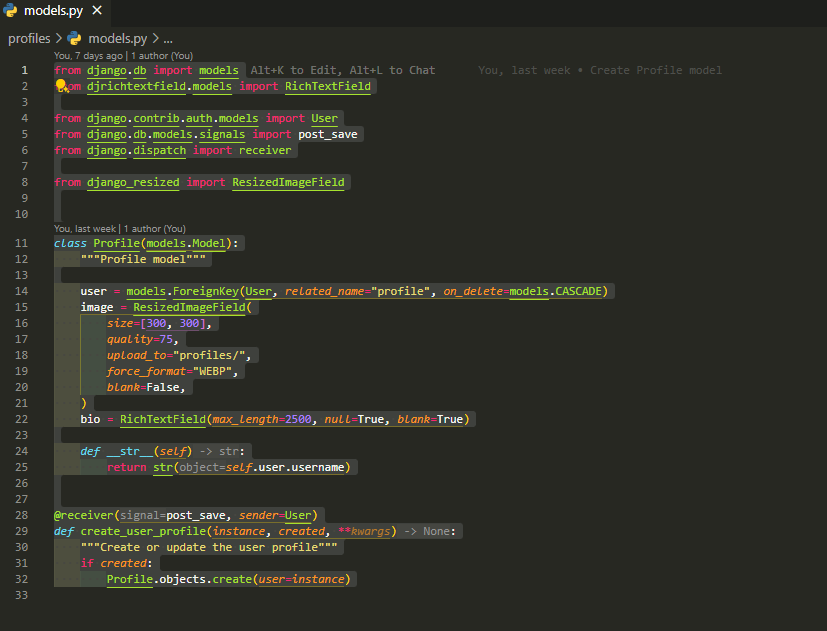 models.py ×
profiles > models.py > ...
You, 7 days ago | 1 author (You)
1 from django.db import models Alt+K to Edit, Alt+L to Chat You, last week • Create Profile model
2 from djrichtextfield.models import RichTextField
3
4 from django.contrib.auth.models import User
5 from django.db.models.signals import post_save
6 from django.dispatch import receiver
7
8 from django_resized import ResizedImageField
9
10
You, last week | 1 author (You)
11 class Profile(models.Model):
12 """Profile model"""
13
14 user = models.ForeignKey(User, related_name="profile", on_delete=models.CASCADE)
15 image = ResizedImageField(
16 size=[300, 300],
17 quality=75,
18 upload_to="profiles/",
19 force_format="WEBP",
20 blank=False,
21 )
22 bio = RichTextField(max_length=2500, null=True, blank=True)
23
24 def __str__(self) -> str:
25 return str(object=self.user.username)
26
27
28 @receiver(signal=post_save, sender=User)
29 def create_user_profile(instance, created, **kwargs) -> None:
30 """Create or update the user profile"""
31 if created:
32 Profile.objects.create(user=instance)
33